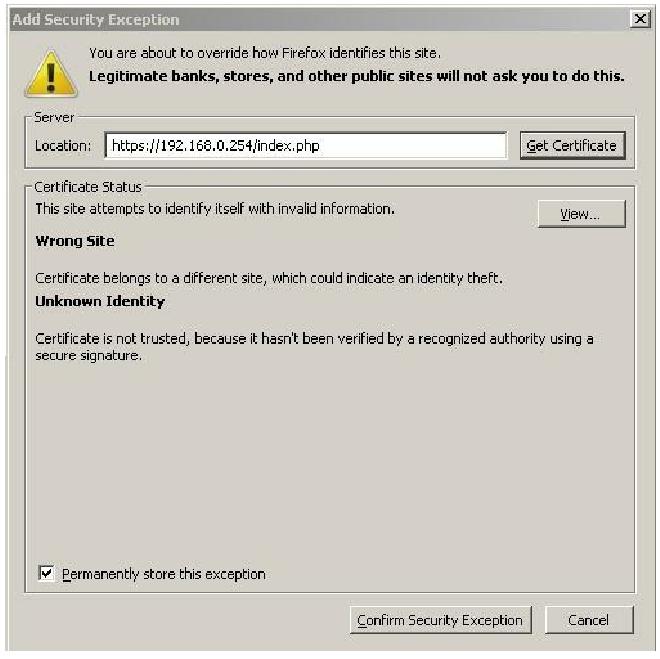 Add Security Exception
You are about to override how Firefox identifies this site.
Legitimate banks, stores, and other public sites will not ask you to do this.
Server
Location: https://192.168.0.254/index.php Get Certificate
Certificate Status
This site attempts to identify itself with invalid information.
View...
Wrong Site
Certificate belongs to a different site, which could indicate an identity theft.
Unknown Identity
Certificate is not trusted, because it hasn't been verified by a recognized authority using a
secure signature.
Permanently store this exception
Confirm Security Exception Cancel